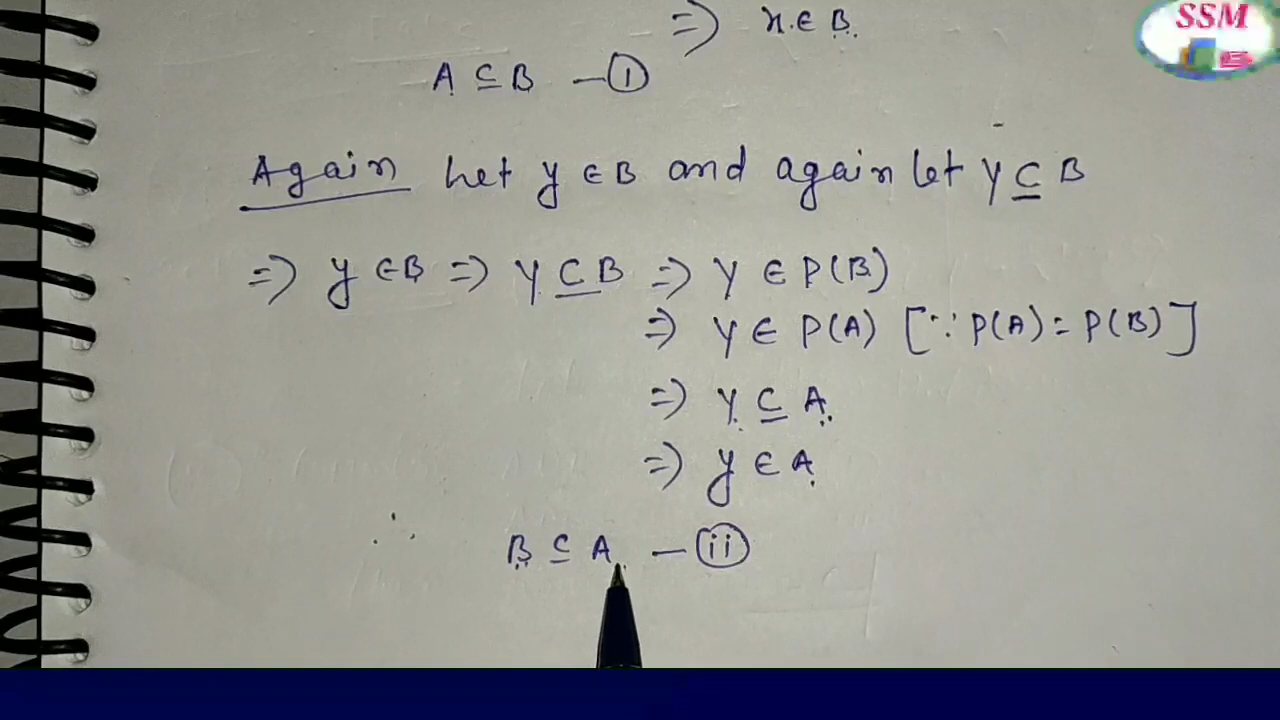 SSM
=> x ∈ B
A ⊆ B — (i)
Again Let y ∈ B and again let Y ⊆ B
=> y ∈ B => Y ⊆ B => Y ∈ P(B)
=> Y ∈ P(A) [∵ P(A) = P(B)]
=> Y ⊆ A
=> y ∈ A
∴ B ⊆ A — (ii)